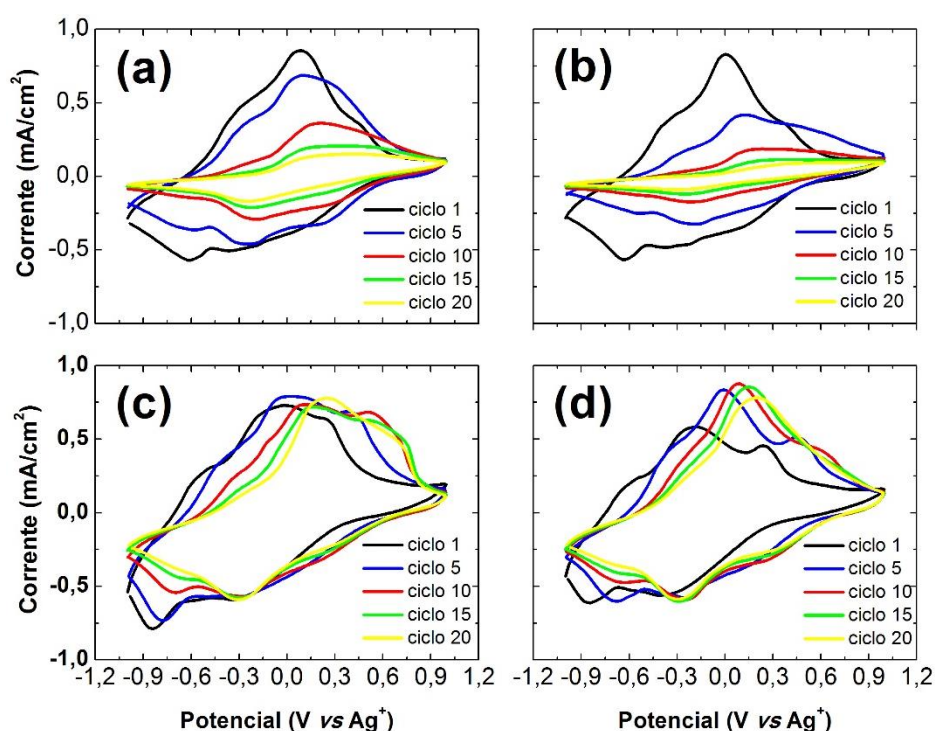 (a)
1,0
0,5
0,0
-0,5
-1,0
Corrente (mA/cm²)
ciclo 1
ciclo 5
ciclo 10
ciclo 15
ciclo 20
(b)
ciclo 1
ciclo 5
ciclo 10
ciclo 15
ciclo 20
(c)
1,0
0,5
0,0
-0,5
-1,0
Corrente (mA/cm²)
ciclo 1
ciclo 5
ciclo 10
ciclo 15
ciclo 20
-1,2 -0,9 -0,6 -0,3 0,0 0,3 0,6 0,9 1,2
Potencial (V vs Ag⁺)
(d)
ciclo 1
ciclo 5
ciclo 10
ciclo 15
ciclo 20
-0,9 -0,6 -0,3 0,0 0,3 0,6 0,9 1,2
Potencial (V vs Ag⁺)